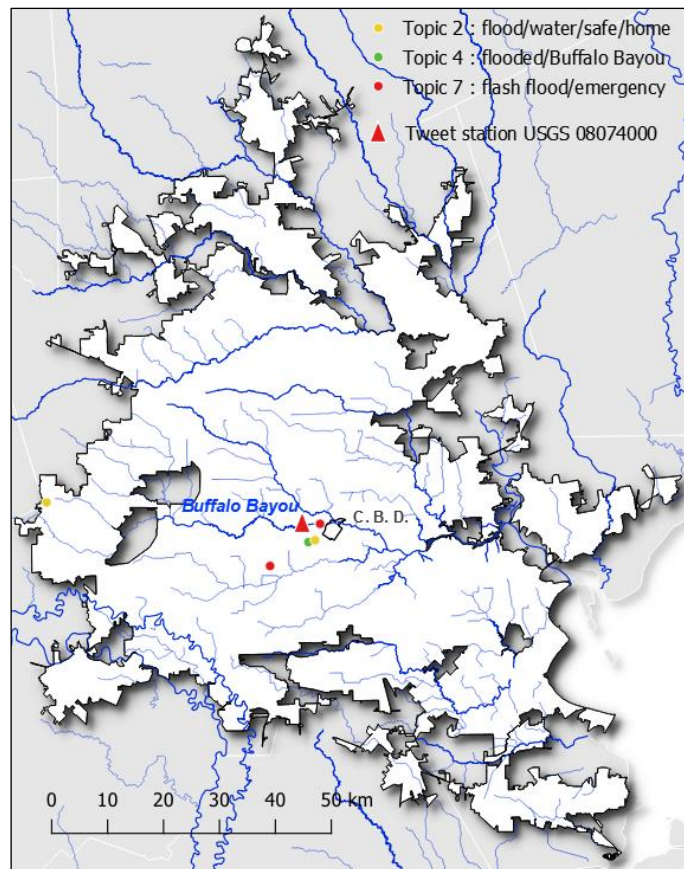 Topic 2 : flood/water/safe/home
Topic 4 : flooded/Buffalo Bayou
Topic 7 : flash flood/emergency
Tweet station USGS 08074000
Buffalo Bayou
C. B. D.
0 10 20 30 40 50 km